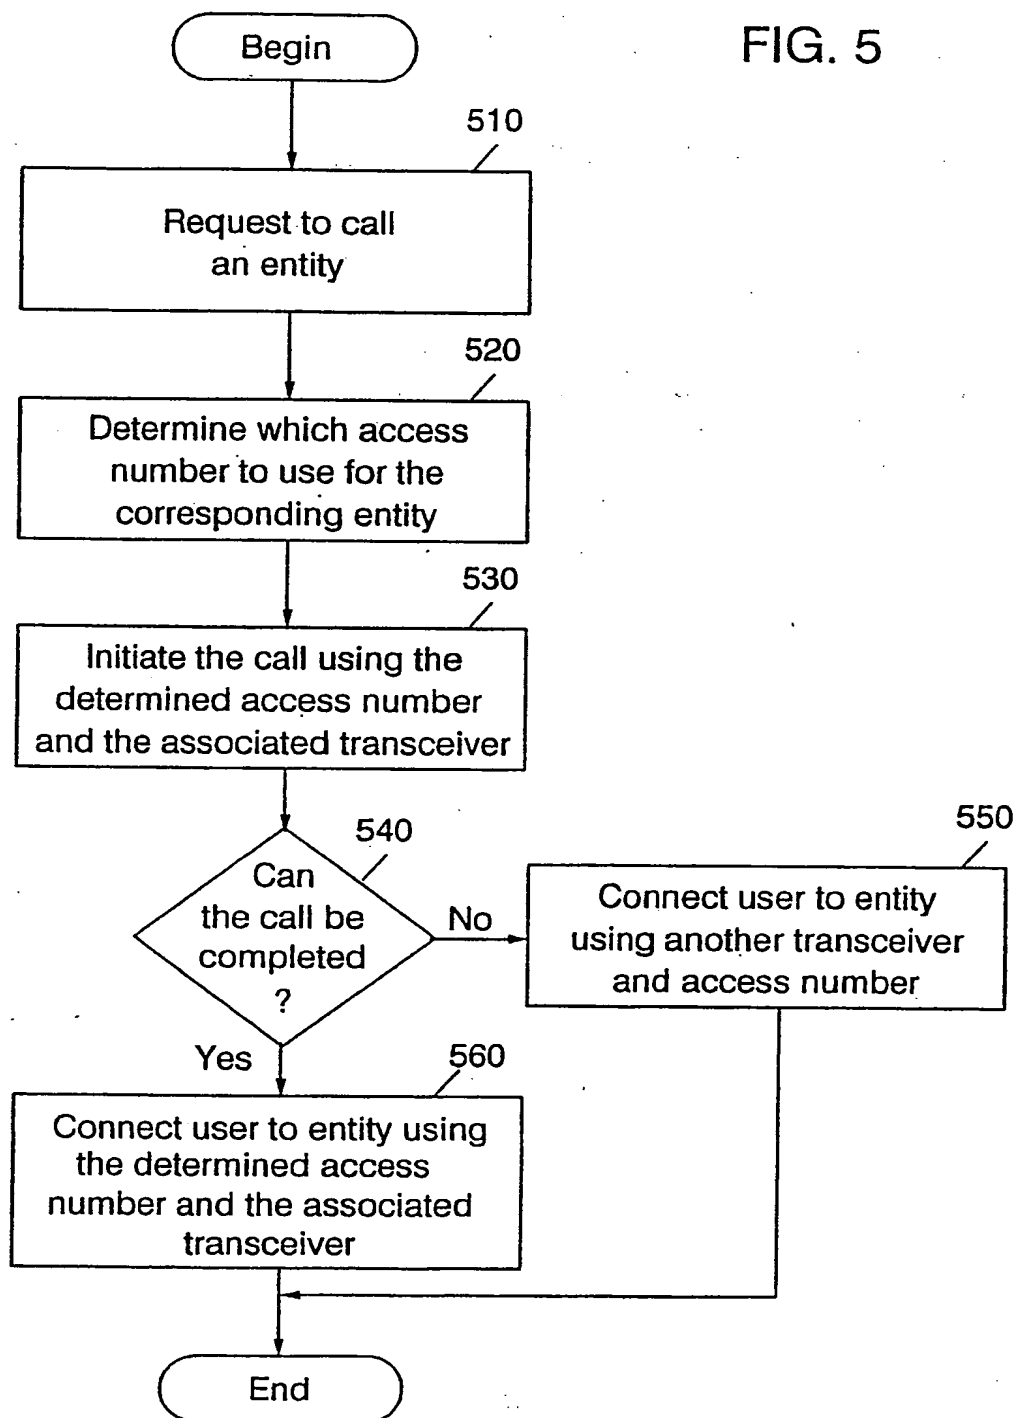 Begin
FIG. 5
510
Request to call
an entity
520
Determine which access
number to use for the
corresponding entity
530
Initiate the call using the
determined access number
and the associated transceiver
540
Can
the call be
completed
?
No
550
Connect user to entity
using another transceiver
and access number
Yes
560
Connect user to entity using
the determined access
number and the associated
transceiver
End